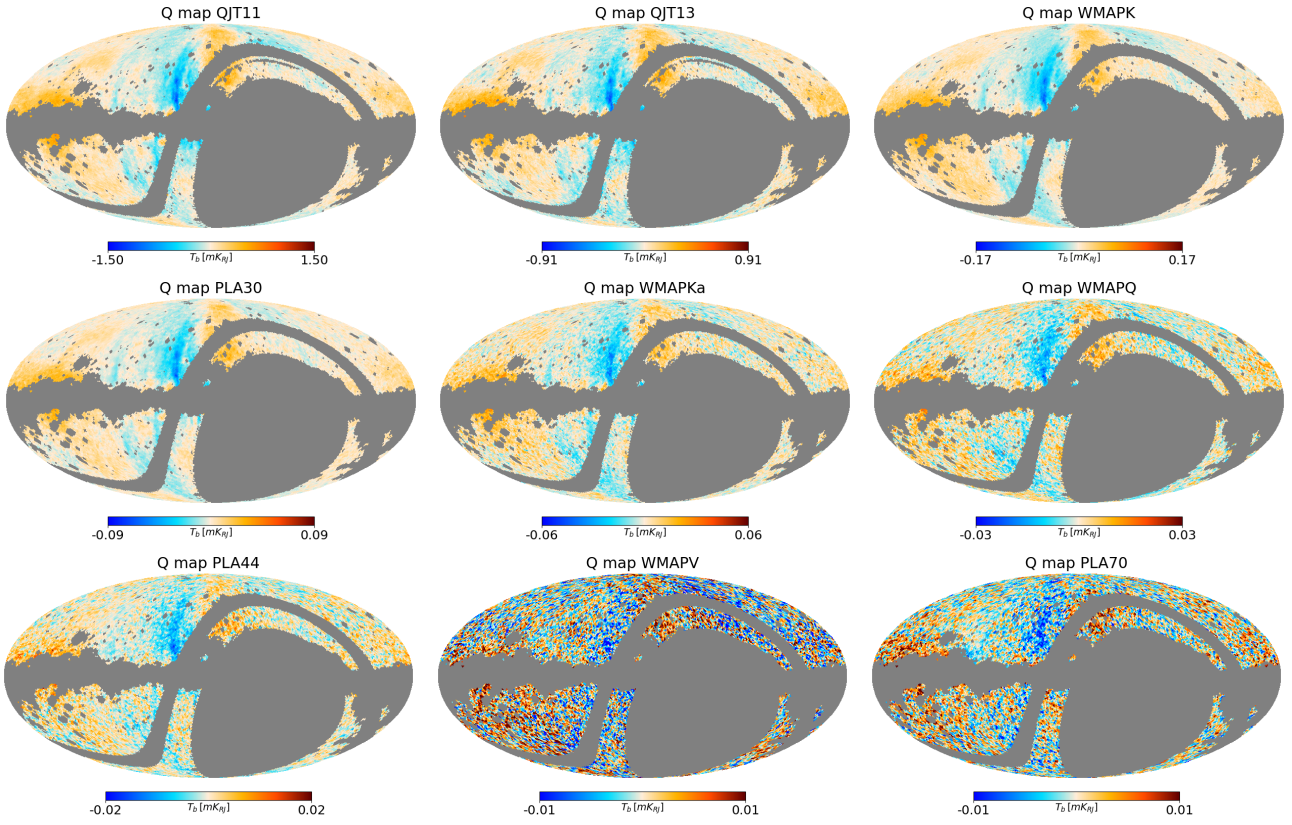 Q map QJT11
Q map QJT13
Q map WMAPK
-1.50 T_b [mK_RJ] 1.50
-0.91 T_b [mK_RJ] 0.91
-0.17 T_b [mK_RJ] 0.17
Q map PLA30
Q map WMAPKa
Q map WMAPQ
-0.09 T_b [mK_RJ] 0.09
-0.06 T_b [mK_RJ] 0.06
-0.03 T_b [mK_RJ] 0.03
Q map PLA44
Q map WMAPV
Q map PLA70
-0.02 T_b [mK_RJ] 0.02
-0.01 T_b [mK_RJ] 0.01
-0.01 T_b [mK_RJ] 0.01